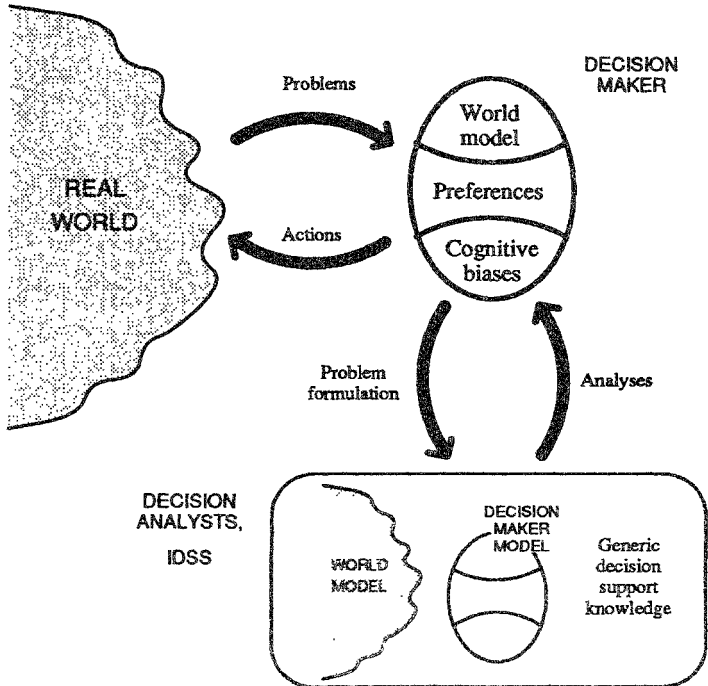 Problems
DECISION
MAKER
World
model
REAL
WORLD
Preferences
Actions
Cognitive
biases
Problem
formulation
Analyses
DECISION
ANALYSTS,
IDSS
DECISION
MAKER
MODEL
WORLD
MODEL
Generic
decision
support
knowledge